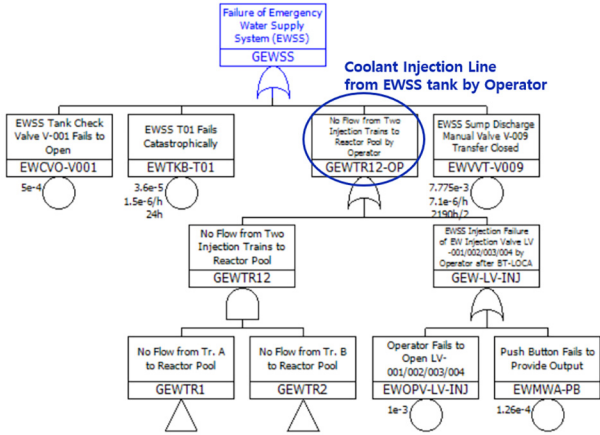 Failure of Emergency
Water Supply
System (EWSS)
GEWSS
Coolant Injection Line
from EWSS tank by Operator
EWSS Tank Check
Valve V-001 Fails to
Open
EWCVO-V001
5e-4
EWSS T01 Fails
Catastrophically
EWTKB-T01
3.6e-5
1.5e-6/h
24h
No Flow from Two
Injection Trains to
Reactor Pool by
Operator
GEWTR12-OP
EWSS Sump Discharge
Manual Valve V-009
Transfer Closed
EWVVT-V009
7.775e-3
7.1e-6/h
2190h/2
No Flow from Two
Injection Trains to
Reactor Pool
GEWTR12
EWSS Injection Failure
of EW Injection Valve LV
-001/002/003/004 by
Operator after BT-LOCA
GEW-LV-INJ
No Flow from Tr. A
to Reactor Pool
GEWTR1
No Flow from Tr. B
to Reactor Pool
GEWTR2
Operator Fails to
Open LV-
001/002/003/004
EWOPV-LV-INJ
1e-3
Push Button Fails to
Provide Output
EWMWA-PB
1.26e-4